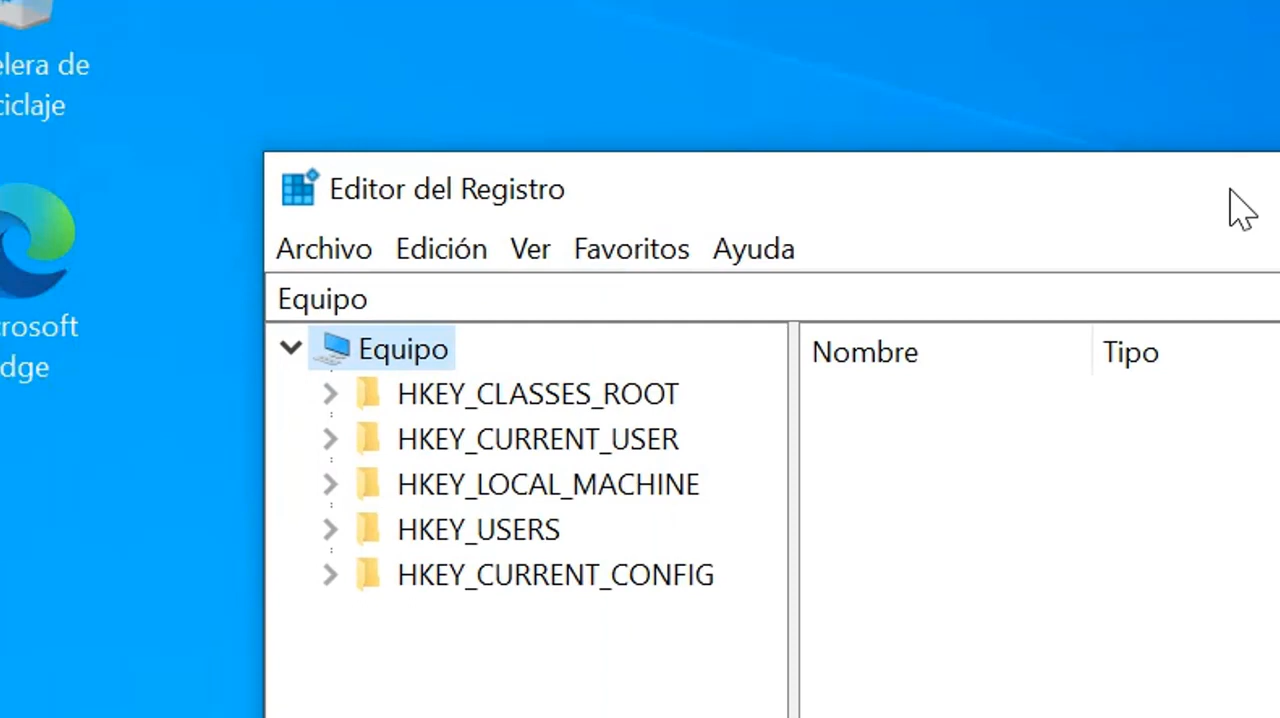 elera de
ciclaje
rosoft
dge
Editor del Registro
Archivo Edición Ver Favoritos Ayuda
Equipo
Equipo
HKEY_CLASSES_ROOT
HKEY_CURRENT_USER
HKEY_LOCAL_MACHINE
HKEY_USERS
HKEY_CURRENT_CONFIG
Nombre Tipo